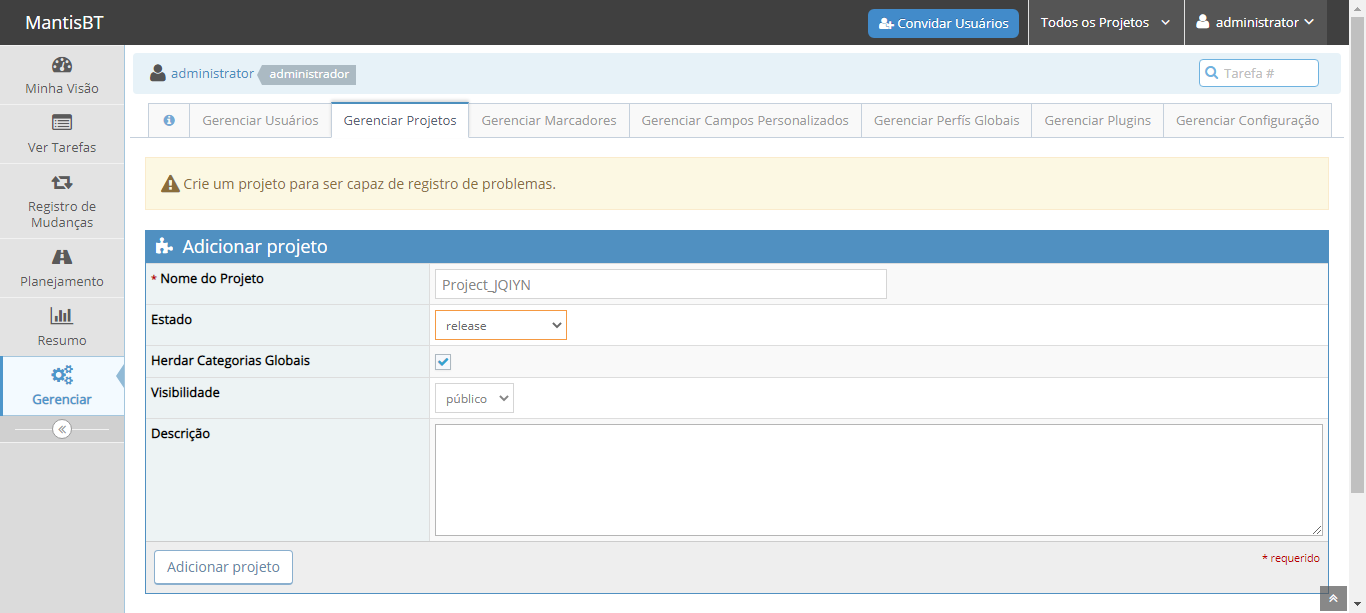 MantisBT
Convidar Usuários
Todos os Projetos
administrator
Minha Visão
Ver Tarefas
Registro de
Mudanças
Planejamento
Resumo
Gerenciar
administrator
administrador
Tarefa #
Gerenciar Usuários
Gerenciar Projetos
Gerenciar Marcadores
Gerenciar Campos Personalizados
Gerenciar Perfís Globais
Gerenciar Plugins
Gerenciar Configuração
Crie um projeto para ser capaz de registro de problemas.
Adicionar projeto
* Nome do Projeto
Project_JQIYN
Estado
release
Herdar Categorias Globais
Visibilidade
público
Descrição
Adicionar projeto
* requerido